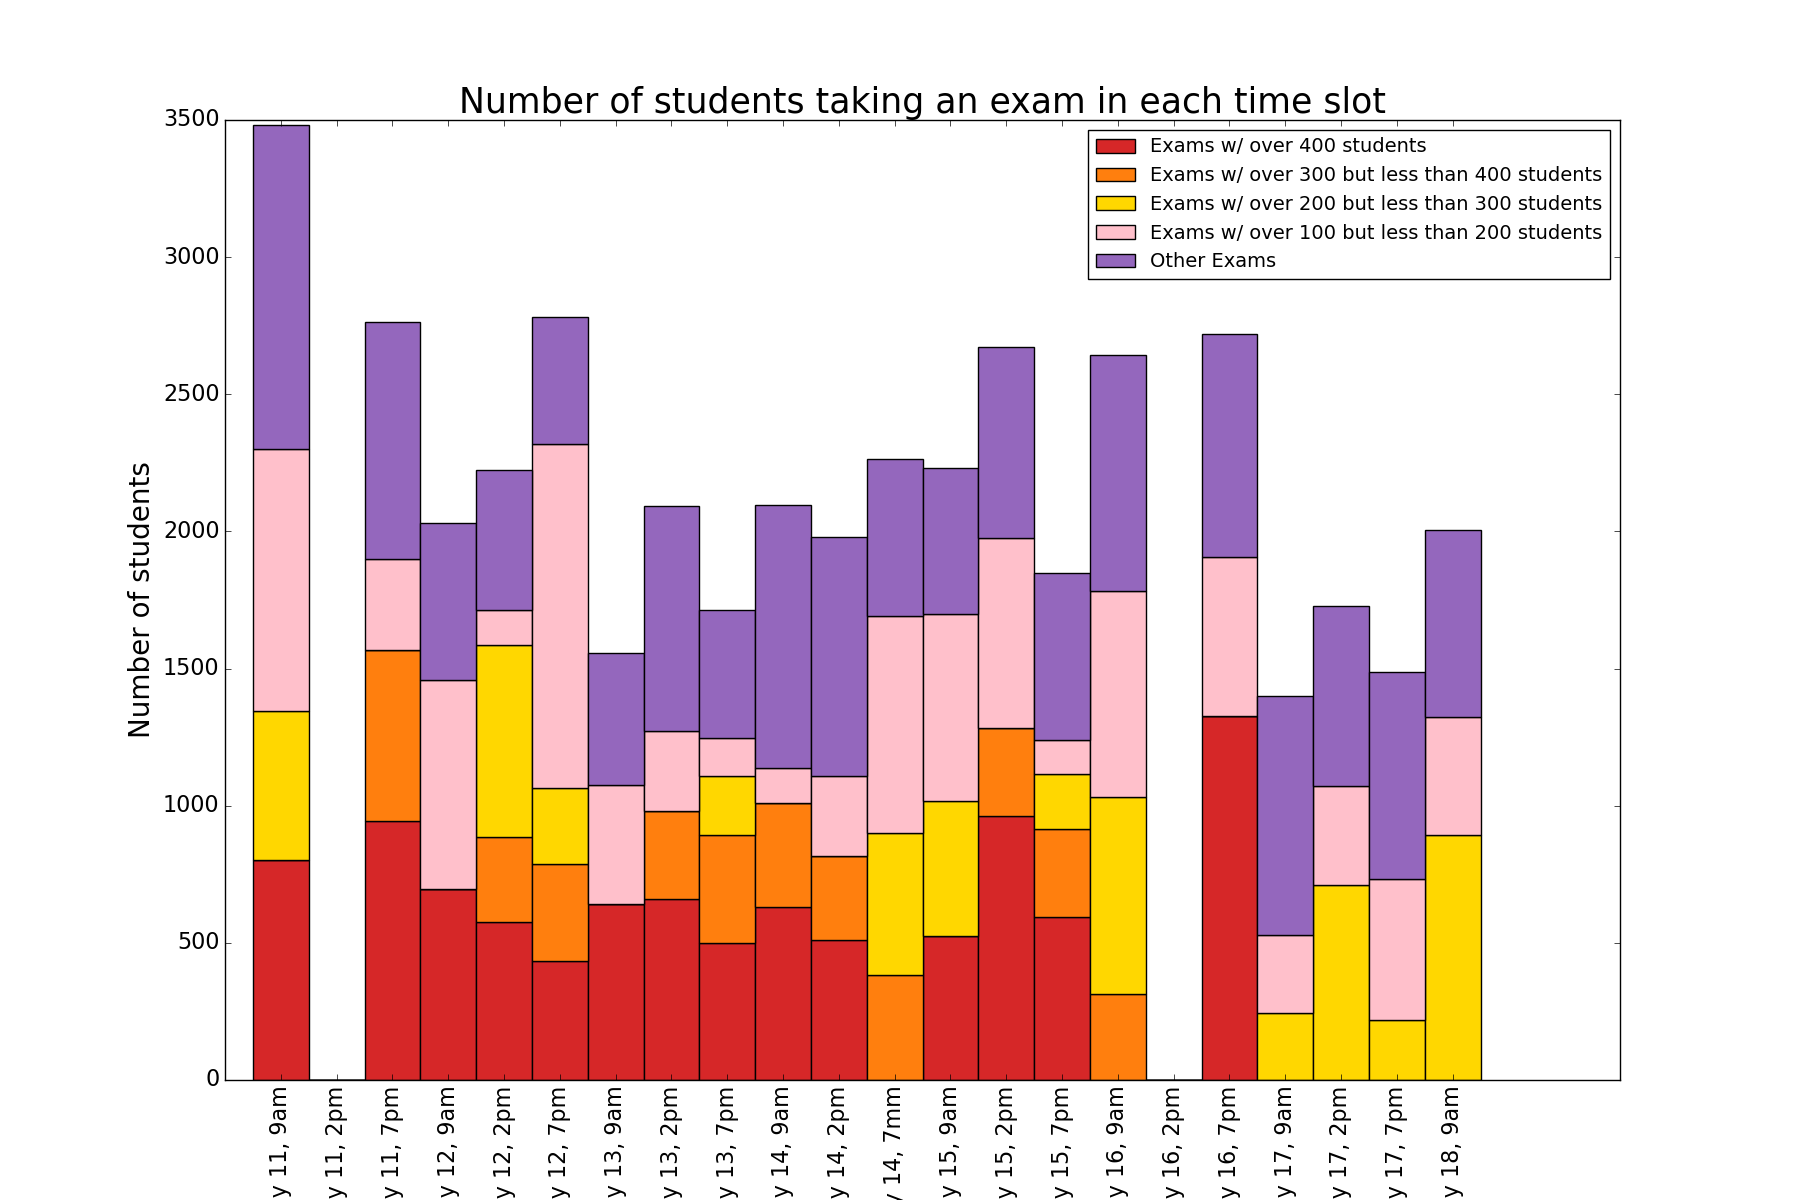 Number of students taking an exam in each time slot
Number of students
3500
3000
2500
2000
1500
1000
500
0
Exams w/ over 400 students
Exams w/ over 300 but less than 400 students
Exams w/ over 200 but less than 300 students
Exams w/ over 100 but less than 200 students
Other Exams
y 11, 9am
y 11, 2pm
y 11, 7pm
y 12, 9am
y 12, 2pm
y 12, 7pm
y 13, 9am
y 13, 2pm
y 13, 7pm
y 14, 9am
y 14, 2pm
y 14, 7mm
y 15, 9am
y 15, 2pm
y 15, 7pm
y 16, 9am
y 16, 2pm
y 16, 7pm
y 17, 9am
y 17, 2pm
y 17, 7pm
y 18, 9am